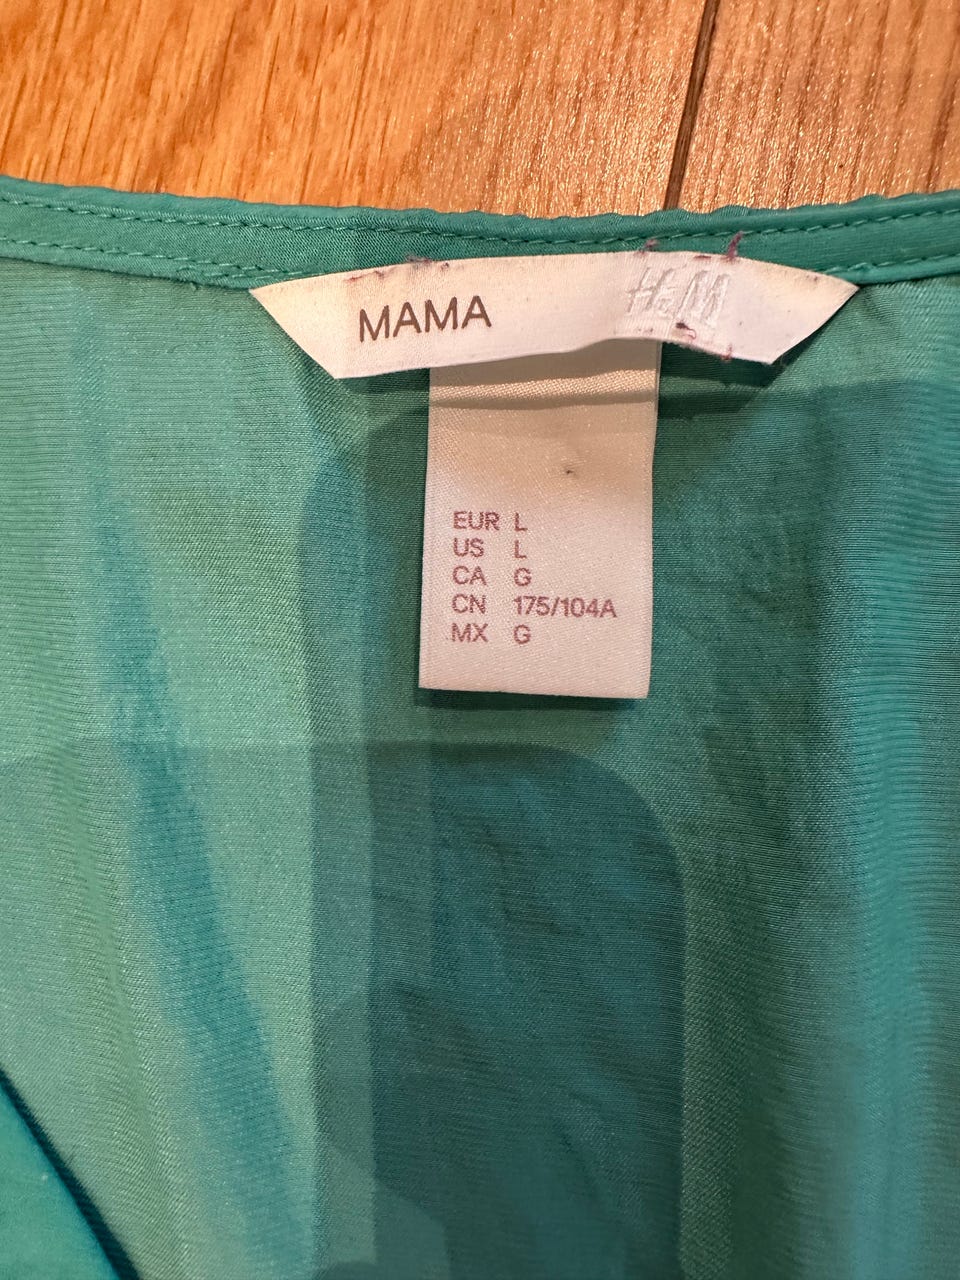 MAMA H&M
EUR L
US L
CA G
CN 175/104A
MX G